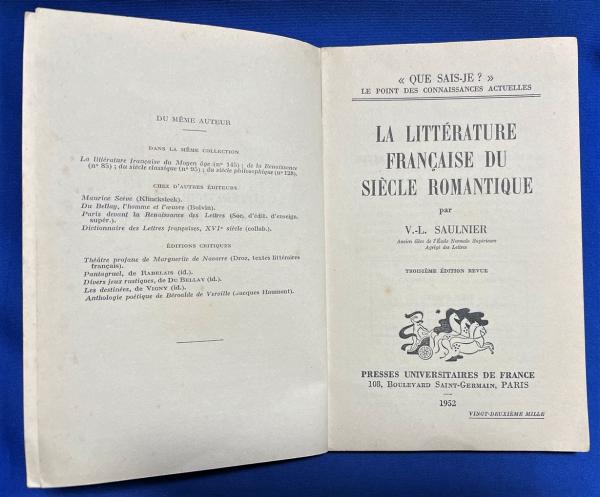 DU MÊME AUTEUR
DANS LA MÊME COLLECTION
La littérature française du Moyen âge (n° 145) ; de la Renaissance
(n° 85) ; du siècle classique (n° 95) ; du siècle philosophique (n° 128).
CHEZ D'AUTRES ÉDITEURS
Maurice Scève (Klincksieck).
Du Bellay, l'homme et l'œuvre (Boivin).
Paris devant la Renaissance des Lettres (Soc. d'édit. d'enseign.
supér.).
Dictionnaire des Lettres françaises, XVIe siècle (collab.).
ÉDITIONS CRITIQUES
Théâtre profane de Marguerite de Navarre (Droz, textes littéraires
français).
Pantagruel, de RABELAIS (id.).
Divers jeux rustiques, de DU BELLAY (id.).
Les destinées, de VIGNY (id.).
Anthologie poétique de Béroalde de Verville (Jacques Haumont).
« QUE SAIS-JE ? »
LE POINT DES CONNAISSANCES ACTUELLES
LA LITTÉRATURE
FRANÇAISE DU
SIÈCLE ROMANTIQUE
par
V.-L. SAULNIER
Ancien élève de l'École Normale Supérieure
Agrégé des Lettres
TROISIÈME ÉDITION REVUE
PRESSES UNIVERSITAIRES DE FRANCE
108, BOULEVARD SAINT-GERMAIN, PARIS
1952
VINGT-DEUXIÈME MILLE